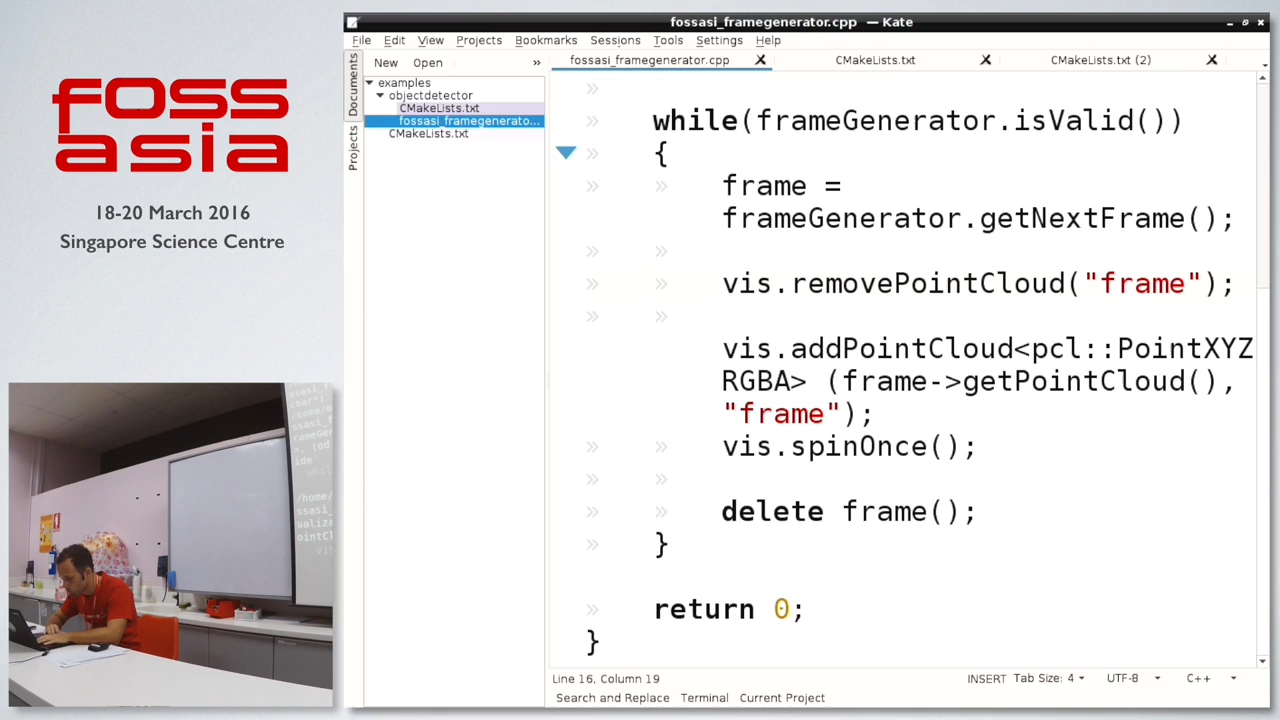 foss
asia
18-20 March 2016
Singapore Science Centre
fossasi_framegenerator.cpp — Kate
File Edit View Projects Bookmarks Sessions Tools Settings Help
Documents
Projects
New Open »
examples
objectdetector
CMakeLists.txt
fossasi_framegenerato...
CMakeLists.txt
fossasi_framegenerator.cpp CMakeLists.txt CMakeLists.txt (2)
while(frameGenerator.isValid())
{
frame =
frameGenerator.getNextFrame();
vis.removePointCloud("frame");
vis.addPointCloud<pcl::PointXYZ
RGBA> (frame->getPointCloud(),
"frame");
vis.spinOnce();
delete frame();
}
return 0;
}
Line 16, Column 19 INSERT Tab Size: 4 UTF-8 C++
Search and Replace Terminal Current Project